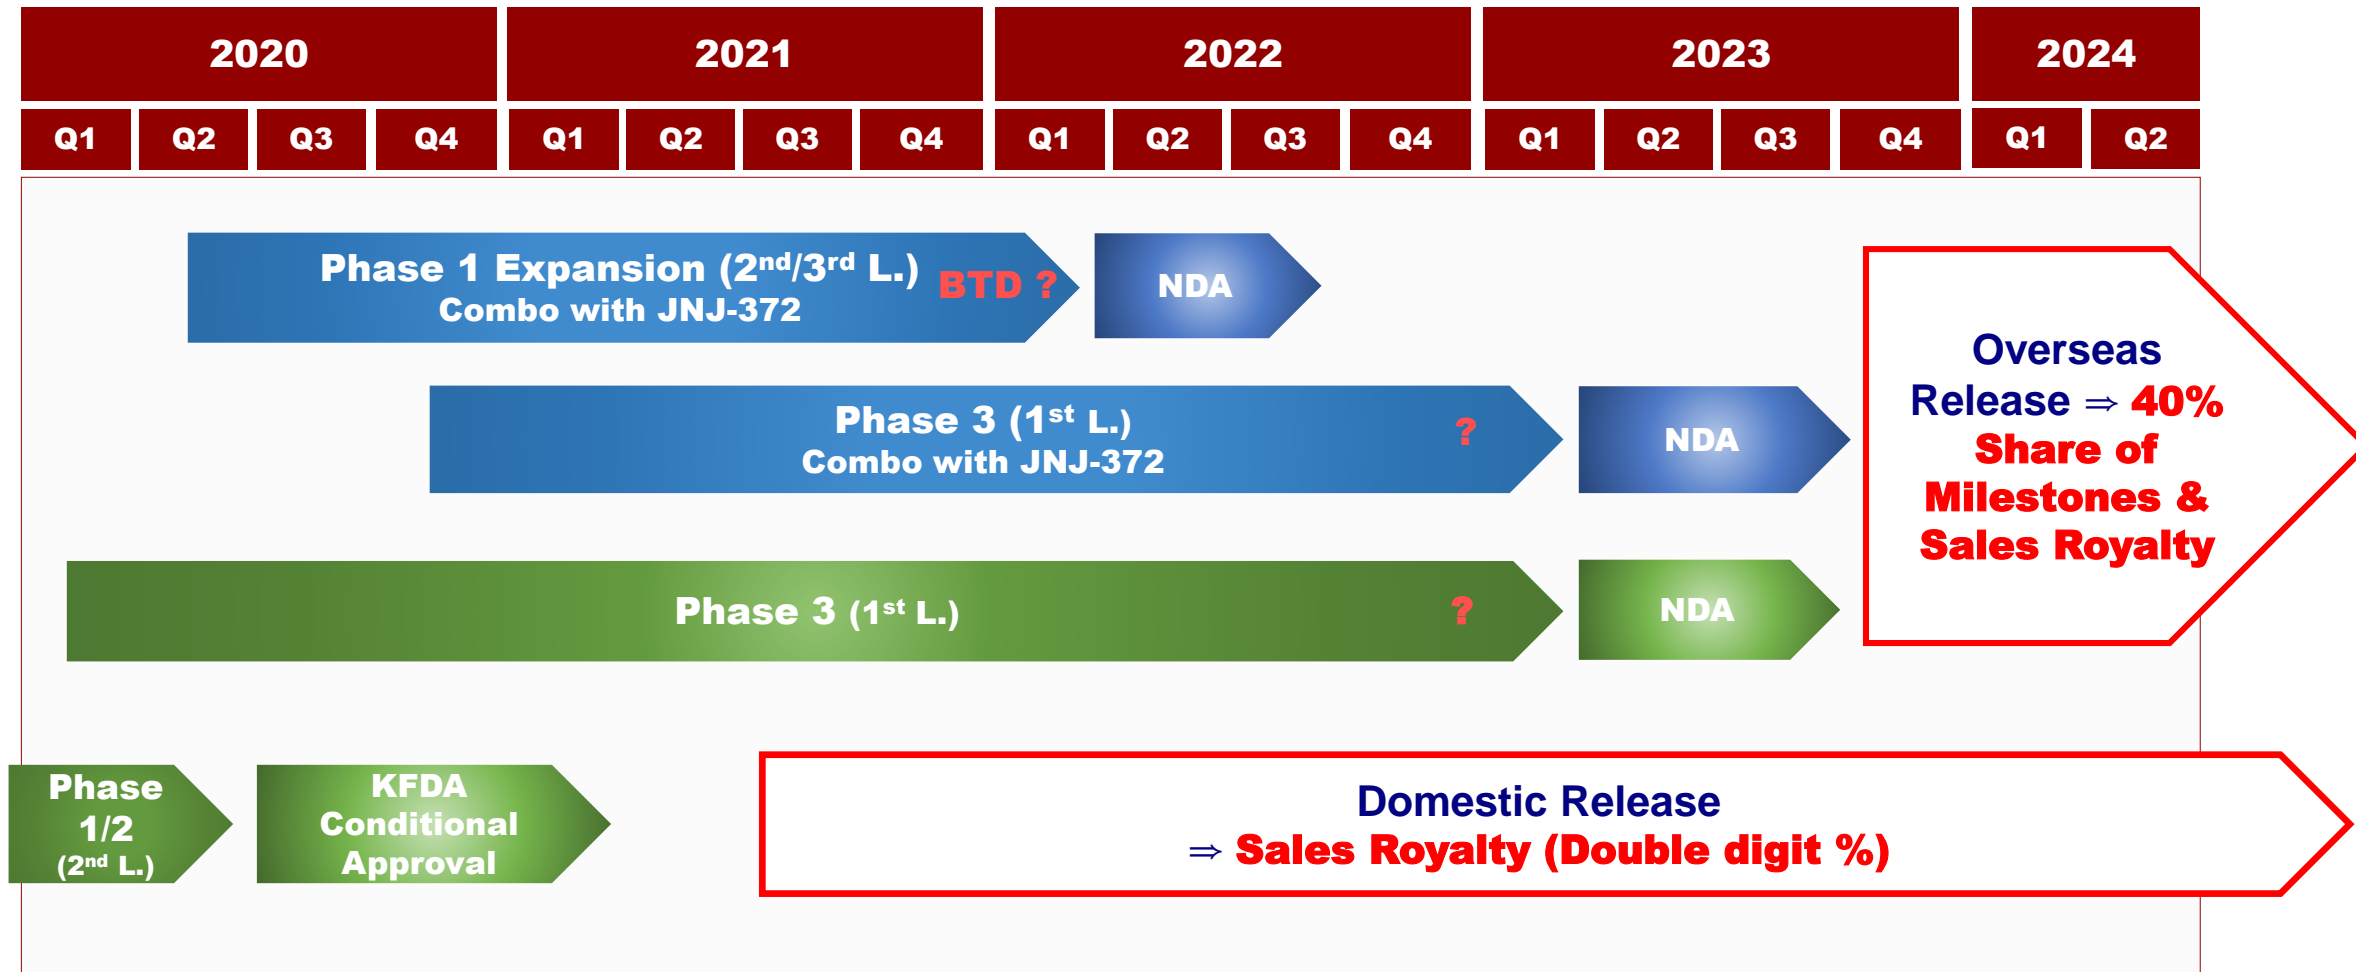 2020 2021 2022 2023 2024
Q1 Q2 Q3 Q4 Q1 Q2 Q3 Q4 Q1 Q2 Q3 Q4 Q1 Q2 Q3 Q4 Q1 Q2
Phase 1 Expansion (2nd/3rd L.)
Combo with JNJ-372
BTD ?
NDA
Phase 3 (1st L.)
Combo with JNJ-372
?
NDA
Overseas
Release ⇒ 40%
Share of
Milestones &
Sales Royalty
Phase 3 (1st L.)
?
NDA
Phase
1/2
(2nd L.)
KFDA
Conditional
Approval
Domestic Release
⇒ Sales Royalty (Double digit %)